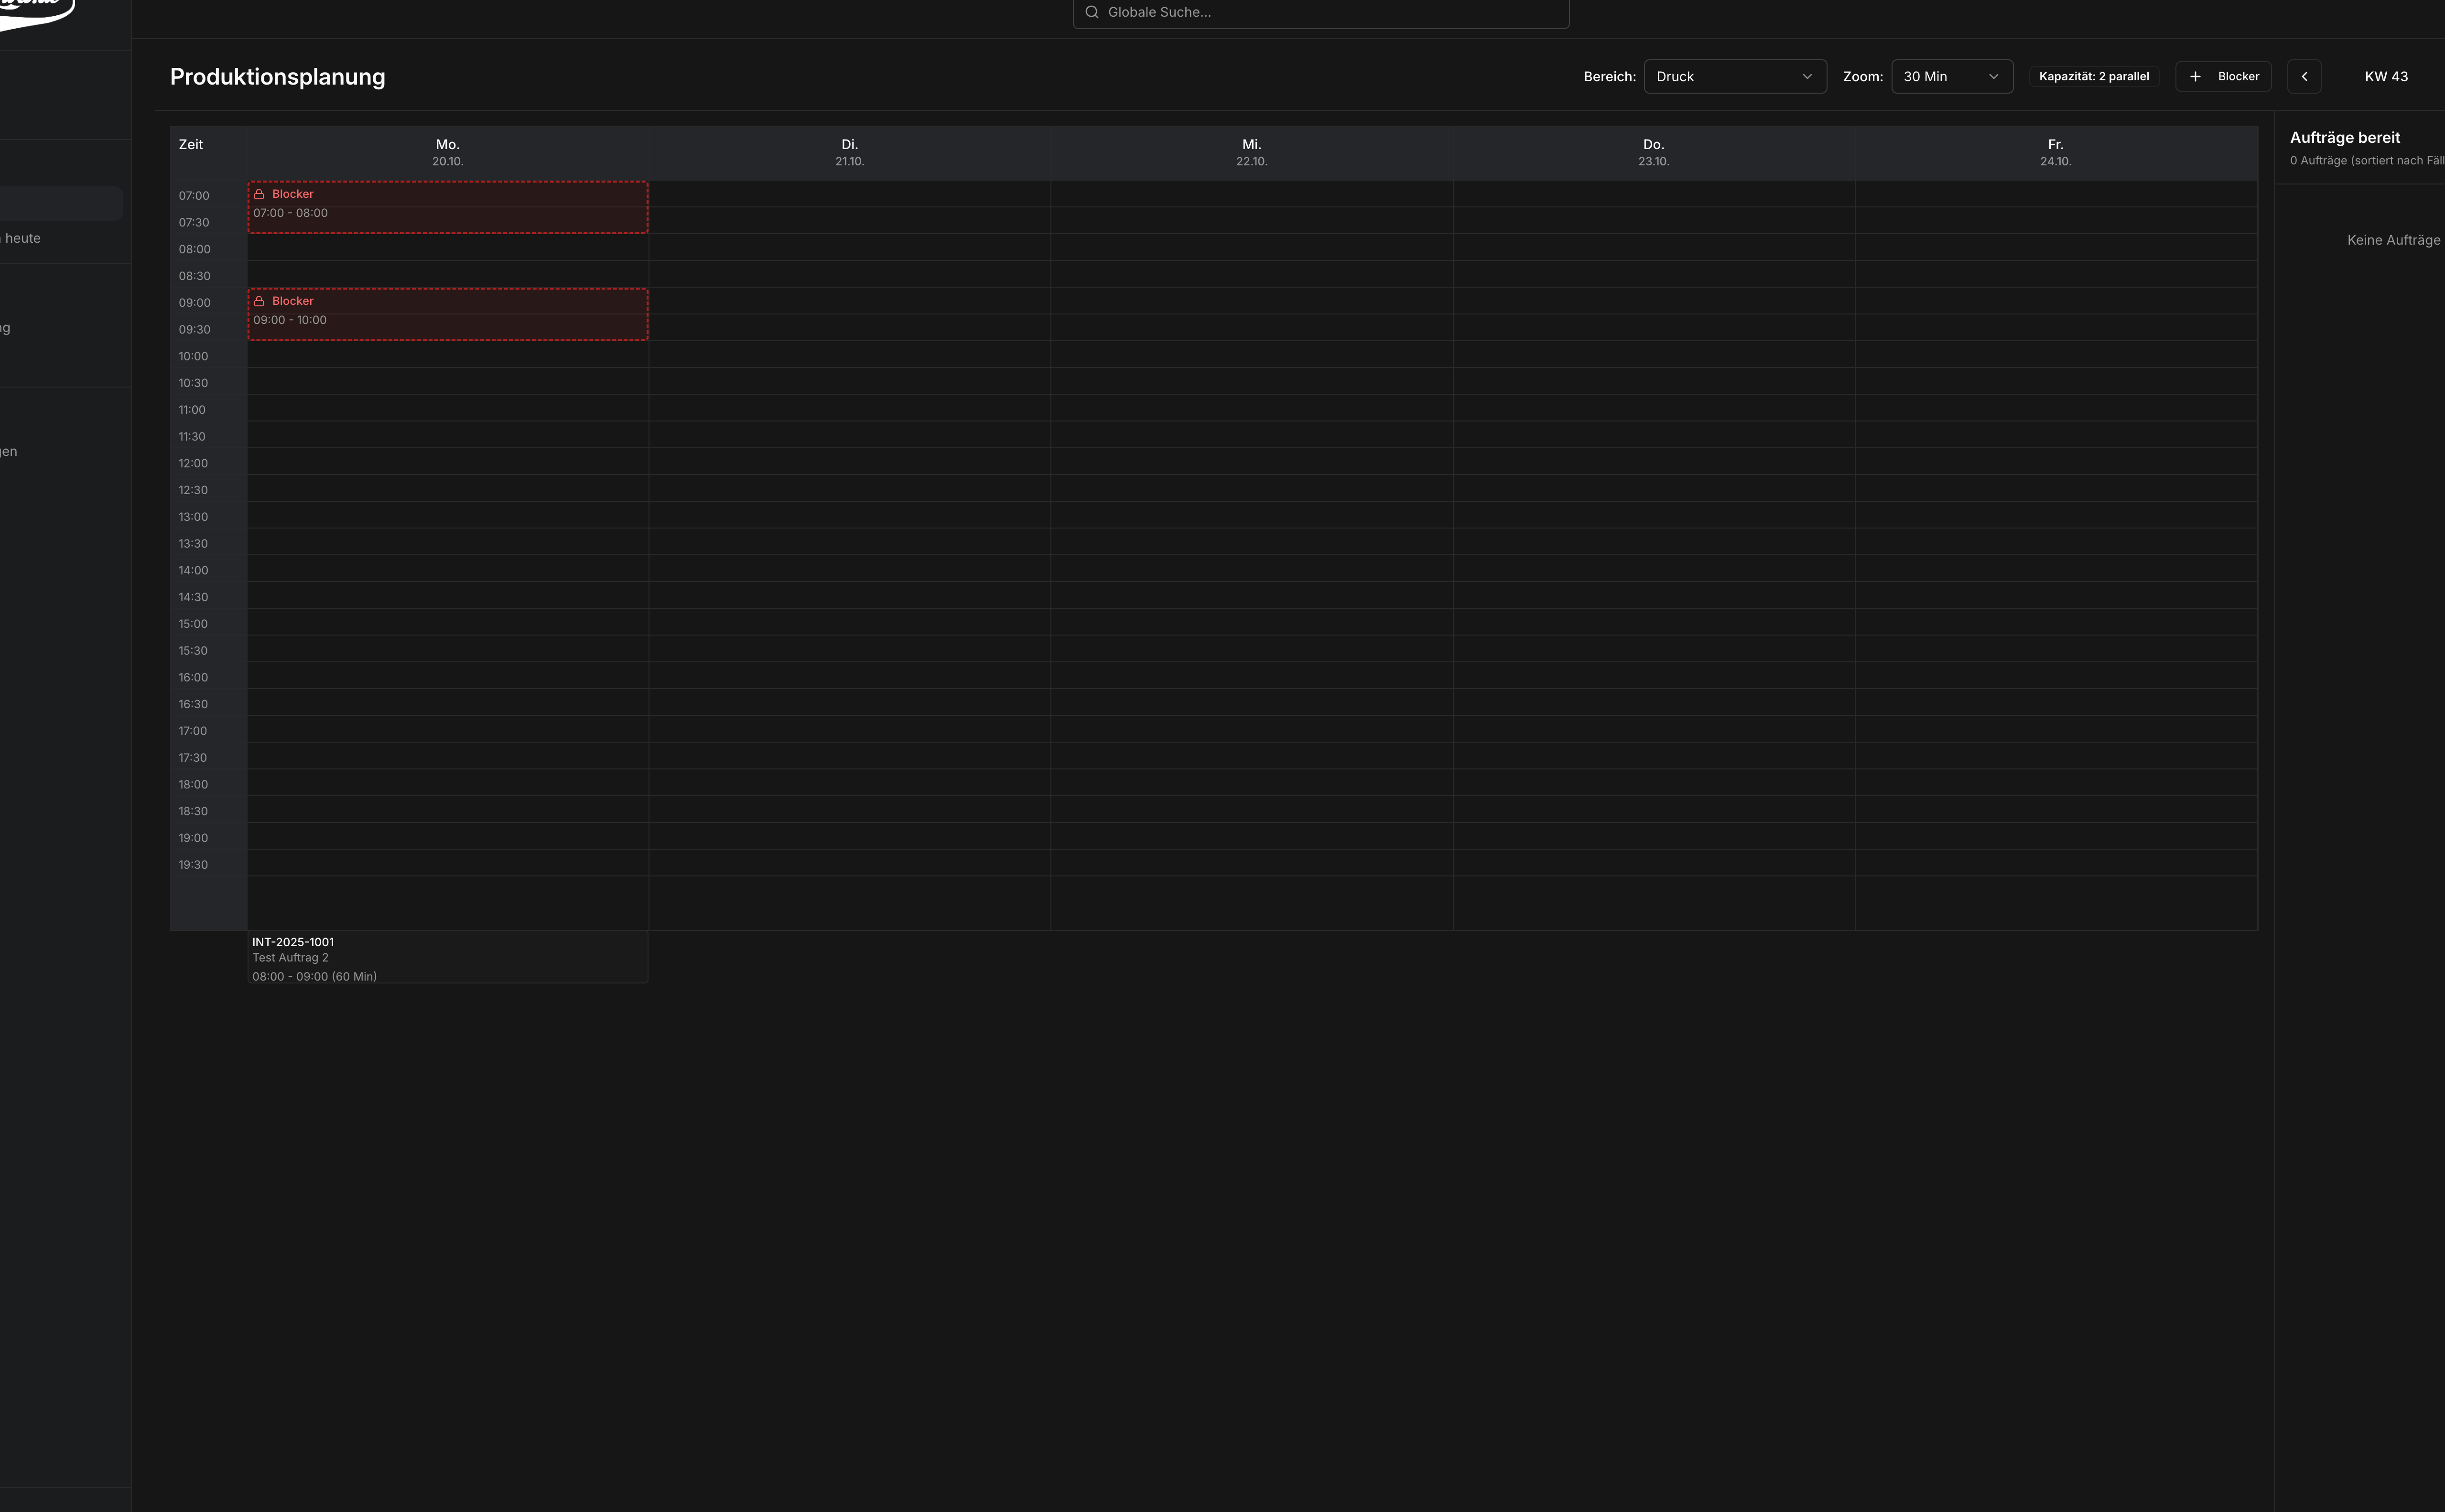 Globale Suche...
Produktionsplanung
Bereich: Druck Zoom: 30 Min Kapazität: 2 parallel + Blocker KW 43
heute
ng
gen
Zeit Mo. Di. Mi. Do. Fr.
20.10. 21.10. 22.10. 23.10. 24.10.
07:00
07:30
08:00
08:30
09:00
09:30
10:00
10:30
11:00
11:30
12:00
12:30
13:00
13:30
14:00
14:30
15:00
15:30
16:00
16:30
17:00
17:30
18:00
18:30
19:00
19:30
Blocker
07:00 - 08:00
Blocker
09:00 - 10:00
INT-2025-1001
Test Auftrag 2
08:00 - 09:00 (60 Min)
Aufträge bereit
0 Aufträge (sortiert nach Fäll
Keine Aufträge